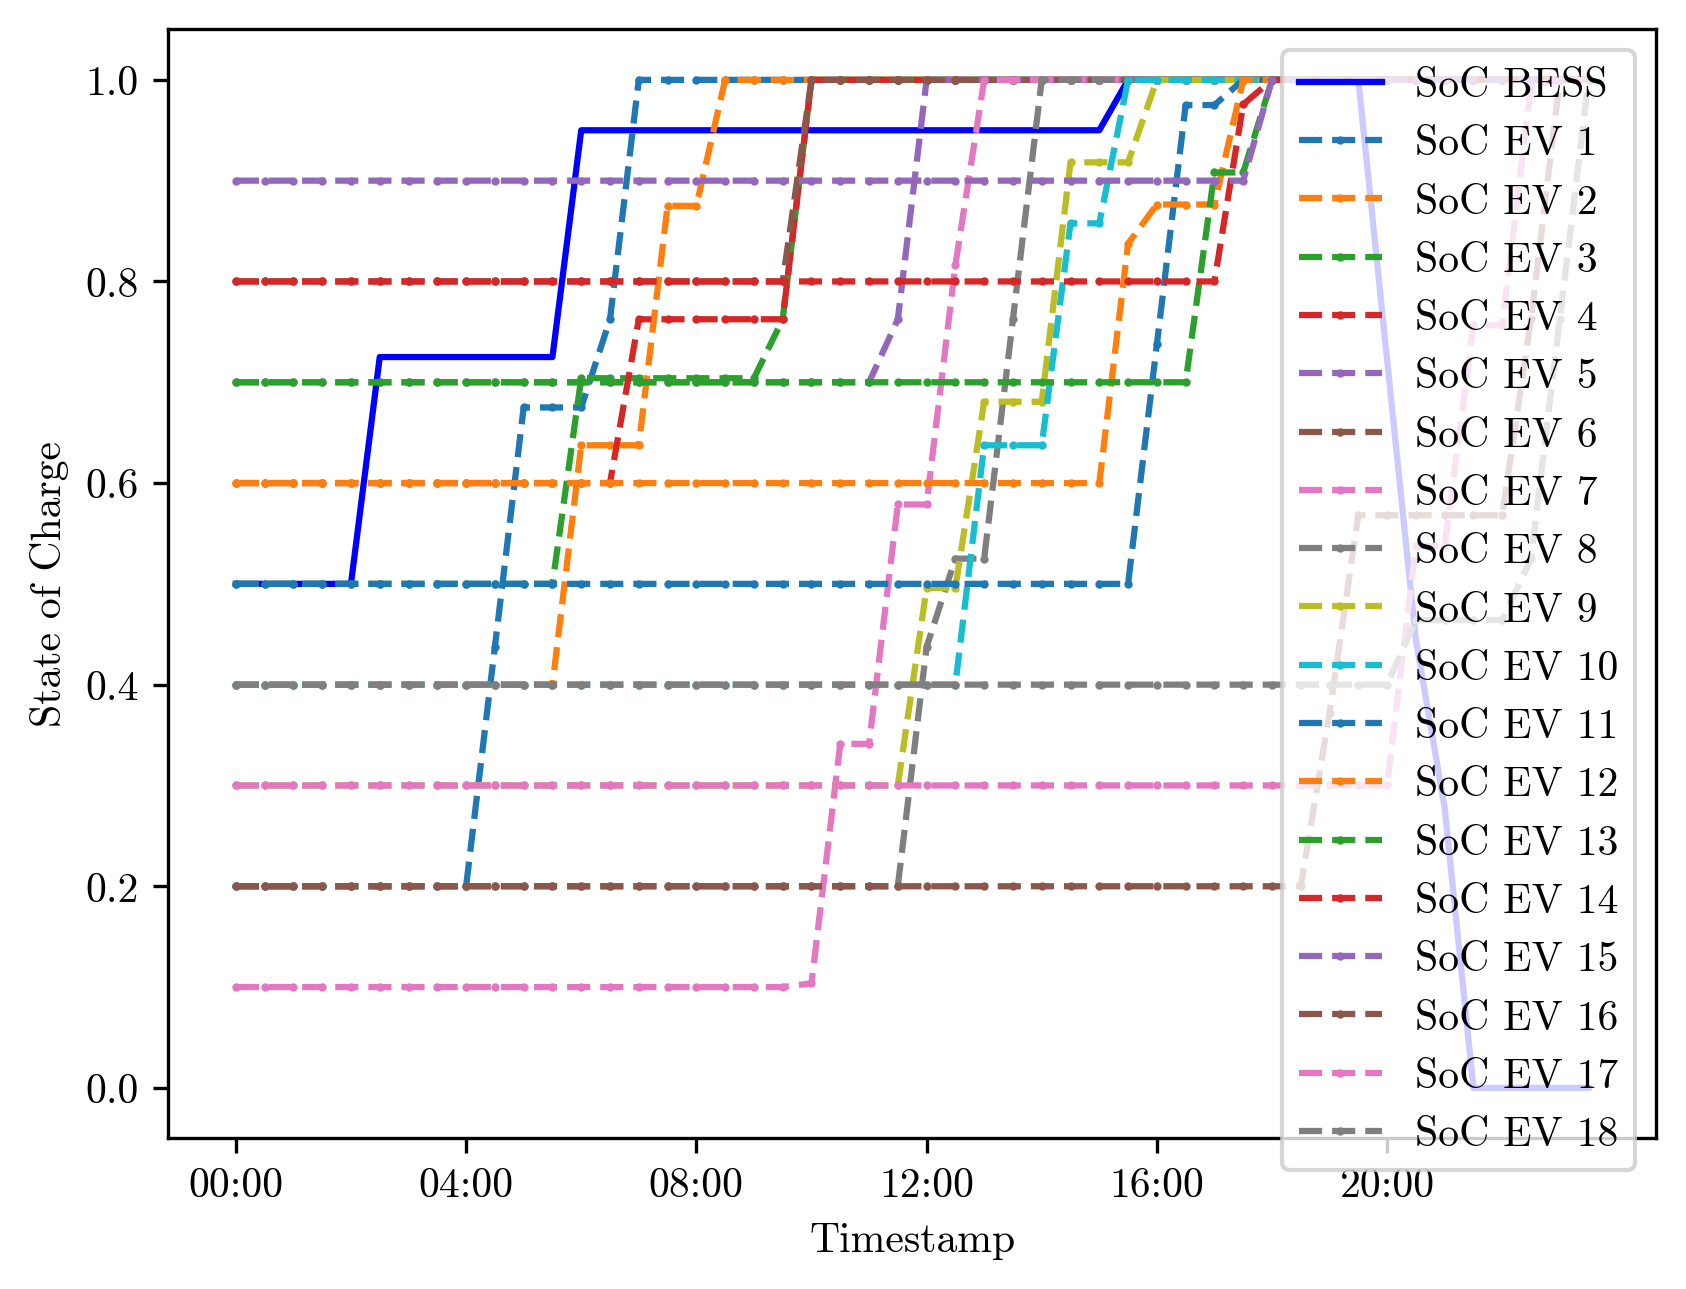 1.0
0.8
0.6
0.4
0.2
0.0
State of Charge
00:00 04:00 08:00 12:00 16:00 20:00
Timestamp
SoC BESS
SoC EV 1
SoC EV 2
SoC EV 3
SoC EV 4
SoC EV 5
SoC EV 6
SoC EV 7
SoC EV 8
SoC EV 9
SoC EV 10
SoC EV 11
SoC EV 12
SoC EV 13
SoC EV 14
SoC EV 15
SoC EV 16
SoC EV 17
SoC EV 18